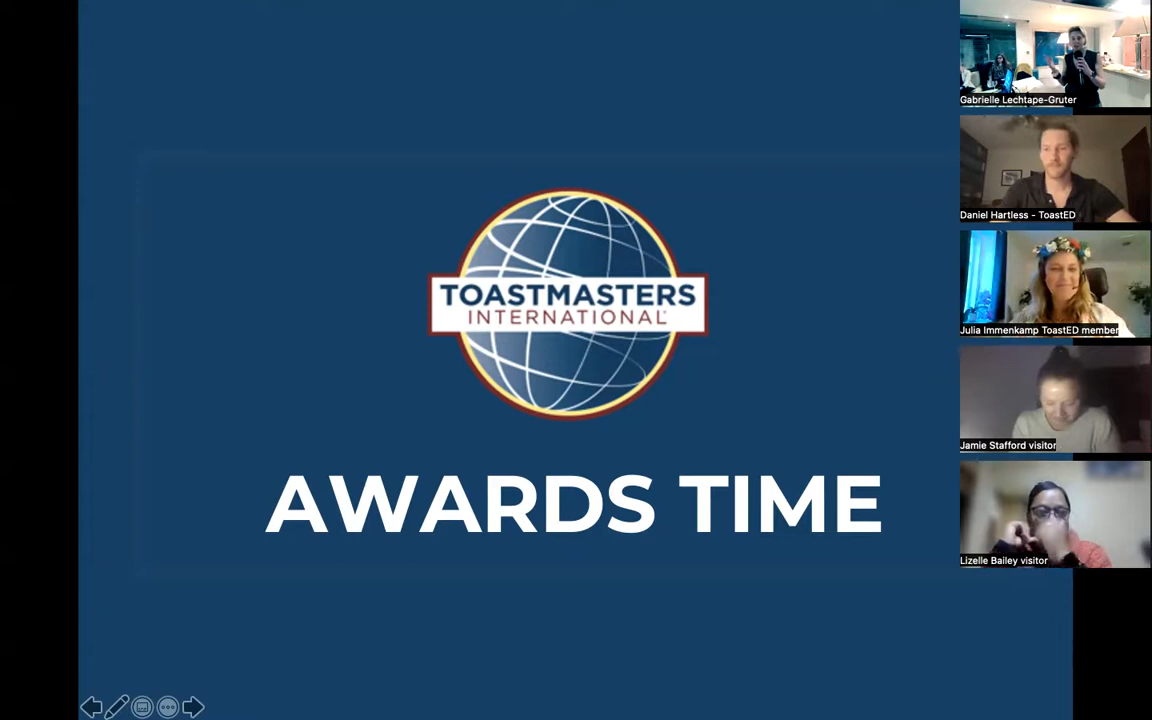 TOASTMASTERS
INTERNATIONAL
AWARDS TIME
Gabrielle Lechtape-Gruter
Daniel Hartless - ToastED
Julia Immenkamp ToastED member
Jamie Stafford visitor
Lizelle Bailey visitor